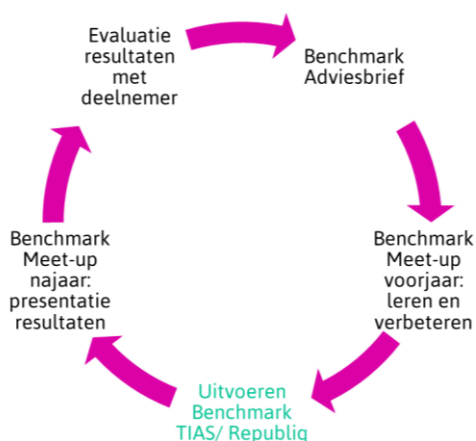 Evaluatie
resultaten
met
deelnemer
Benchmark
Adviesbrief
Benchmark
Meet-up
voorjaar:
leren en
verbeteren
Uitvoeren
Benchmark
TIAS/ Republiq
Benchmark
Meet-up
najaar:
presentatie
resultaten